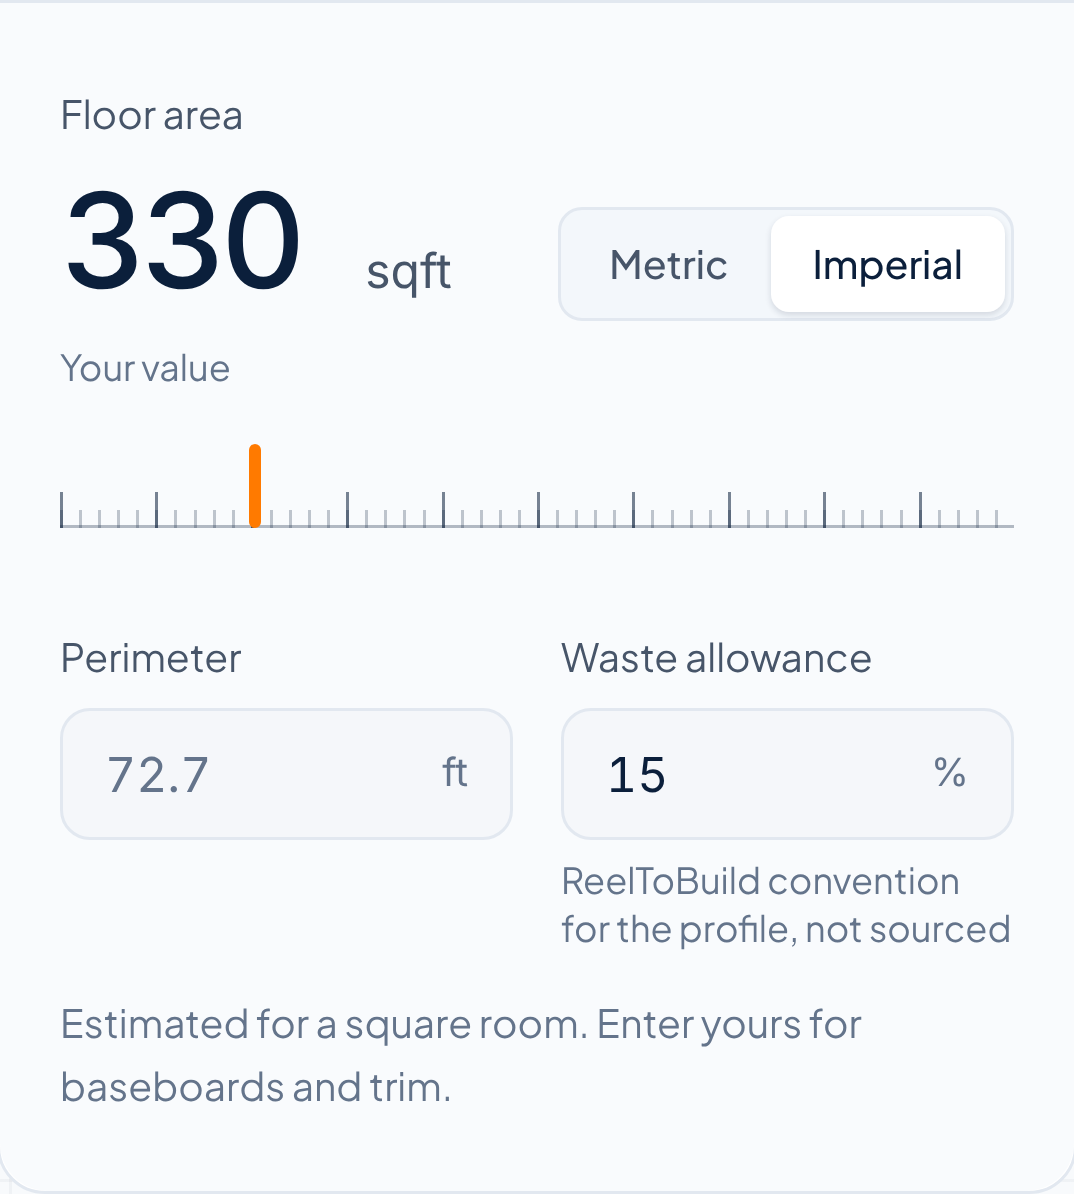 Floor area
330 sqft
Metric Imperial
Your value
Perimeter Waste allowance
72.7 ft 15 %
ReelToBuild convention
for the profile, not sourced
Estimated for a square room. Enter yours for
baseboards and trim.